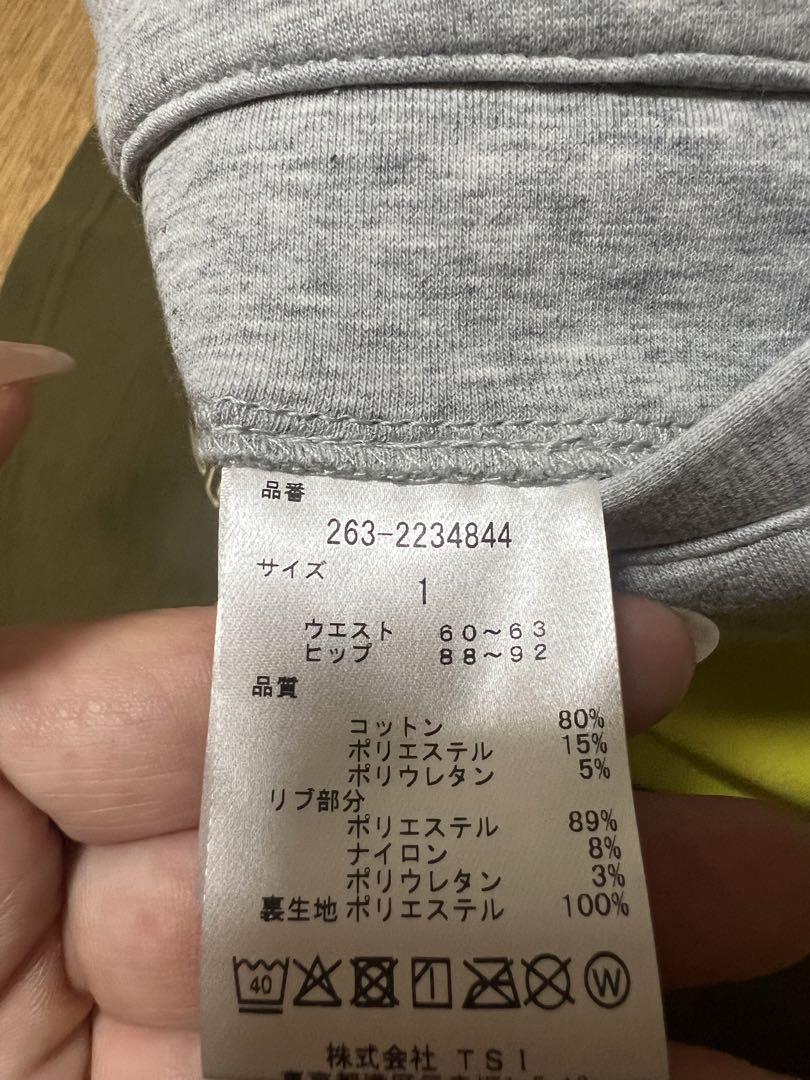 品番
263-2234844
サイズ
1
ウエスト 60～63
ヒップ 88～92
品質
コットン 80%
ポリエステル 15%
ポリウレタン 5%
リブ部分
ポリエステル 89%
ナイロン 8%
ポリウレタン 3%
裏生地 ポリエステル 100%
40 W
株式会社 TSI